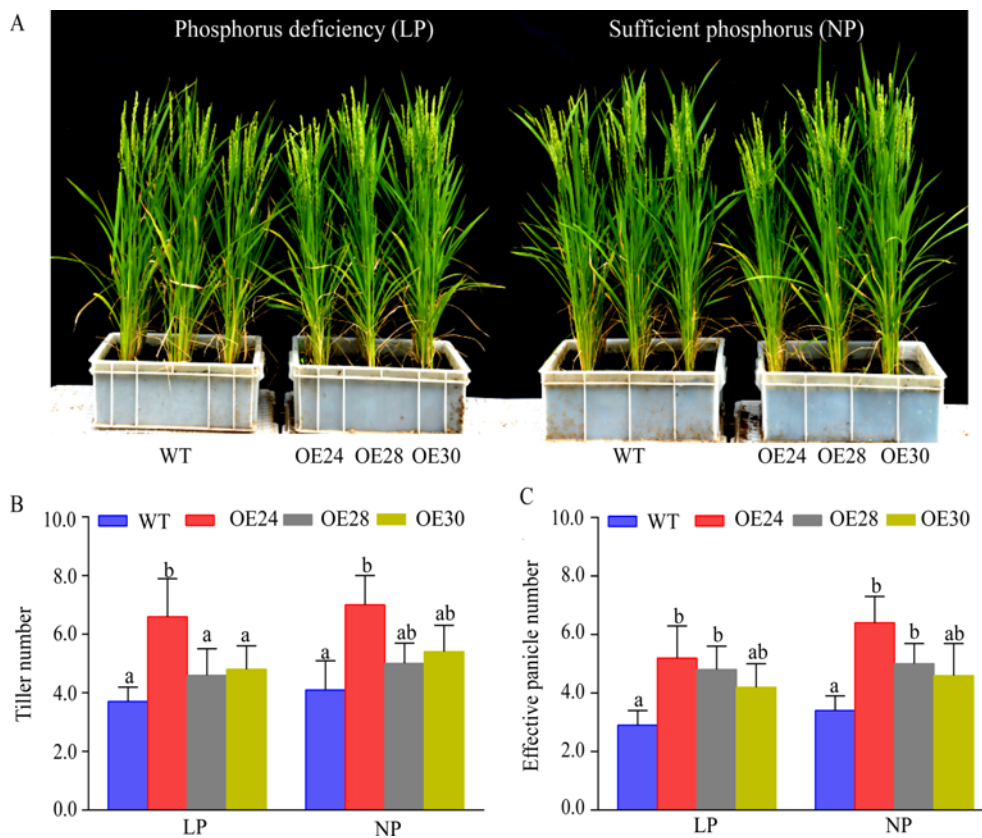 A
Phosphorus deficiency (LP) Sufficient phosphorus (NP)
WT OE24 OE28 OE30 WT OE24 OE28 OE30
B
WT OE24 OE28 OE30
10.0
8.0
6.0
4.0
2.0
0.0
Tiller number
b
a
a
a
b
a
ab
ab
LP NP
C
WT OE24 OE28 OE30
10.0
8.0
6.0
4.0
2.0
0.0
Effective panicle number
a
b
b
ab
a
b
b
ab
LP NP